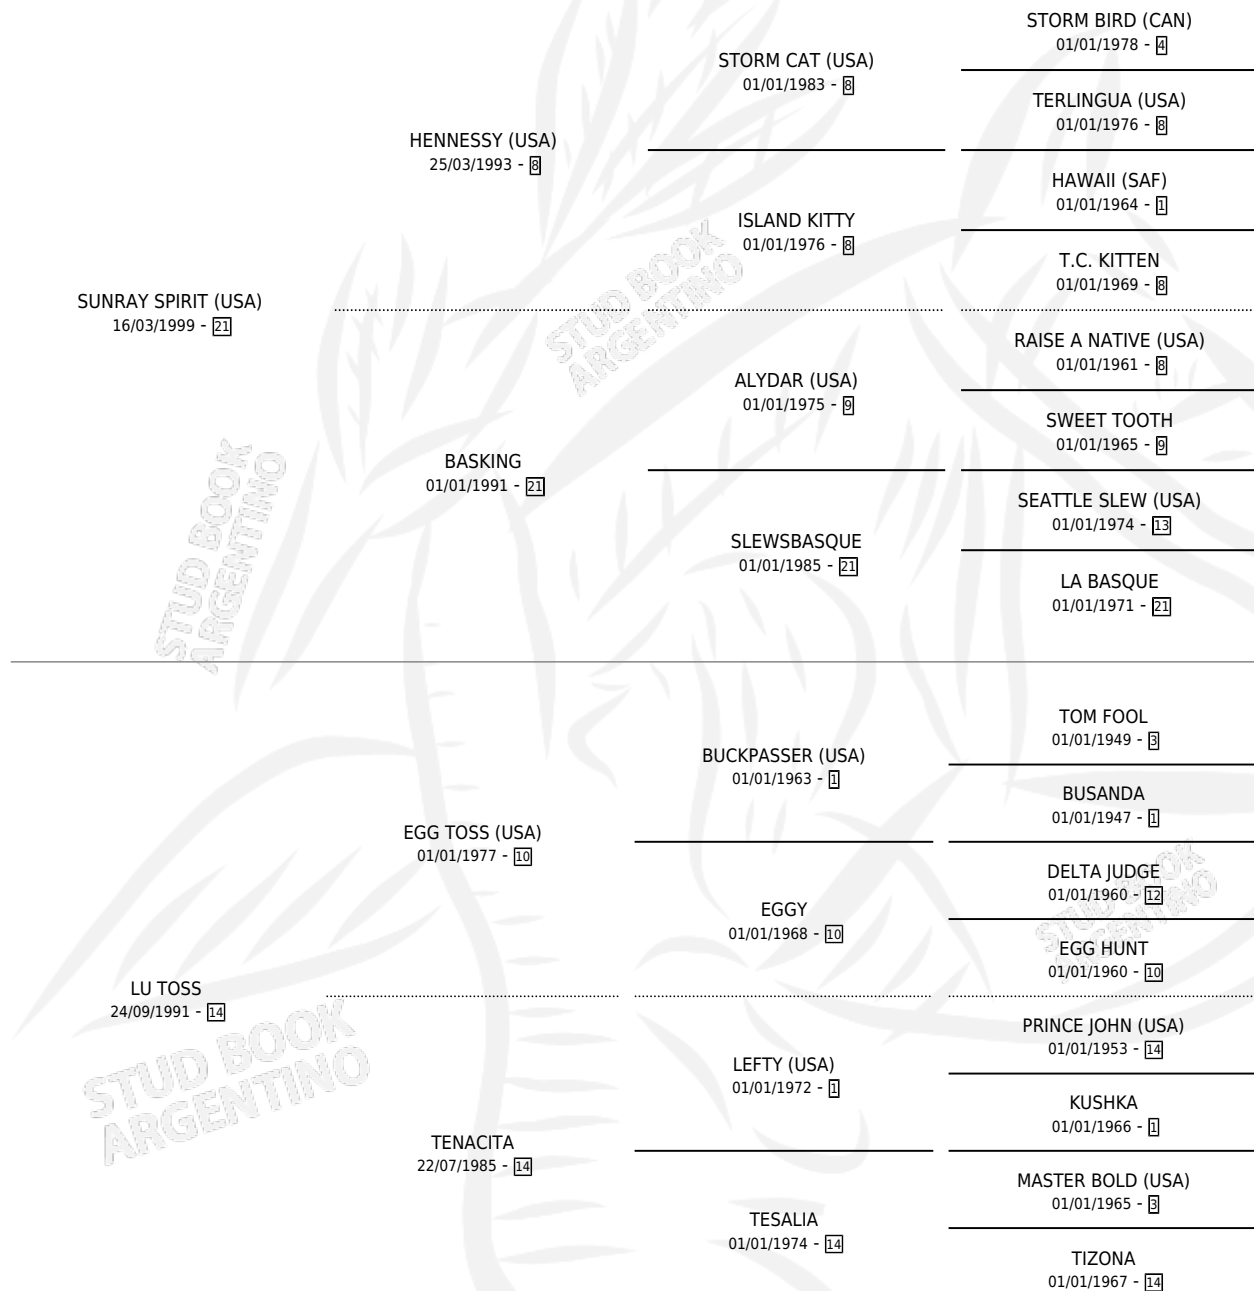 STORM BIRD (CAN)
01/01/1978 - 4
STORM CAT (USA)
01/01/1983 - 8
TERLINGUA (USA)
01/01/1976 - 8
HENNESSY (USA)
25/03/1993 - 8
HAWAII (SAF)
01/01/1964 - 1
ISLAND KITTY
01/01/1976 - 8
T.C. KITTEN
01/01/1969 - 8
SUNRAY SPIRIT (USA)
16/03/1999 - 21
STUD BOOK
ARGENTINO
RAISE A NATIVE (USA)
01/01/1961 - 8
ALYDAR (USA)
01/01/1975 - 9
SWEET TOOTH
01/01/1965 - 9
BASKING
01/01/1991 - 21
SEATTLE SLEW (USA)
01/01/1974 - 13
SLEWSBASQUE
01/01/1985 - 21
LA BASQUE
01/01/1971 - 21
STUD BOOK
ARGENTINO
TOM FOOL
01/01/1949 - 3
BUCKPASSER (USA)
01/01/1963 - 1
BUSANDA
01/01/1947 - 1
EGG TOSS (USA)
01/01/1977 - 10
DELTA JUDGE
01/01/1960 - 12
EGGY
01/01/1968 - 10
STUD BOOK
ARGENTINO
EGG HUNT
01/01/1960 - 10
LU TOSS
24/09/1991 - 14
STUD BOOK
ARGENTINO
PRINCE JOHN (USA)
01/01/1953 - 14
LEFTY (USA)
01/01/1972 - 1
KUSHKA
01/01/1966 - 1
TENACITA
22/07/1985 - 14
MASTER BOLD (USA)
01/01/1965 - 3
TESALIA
01/01/1974 - 14
TIZONA
01/01/1967 - 14